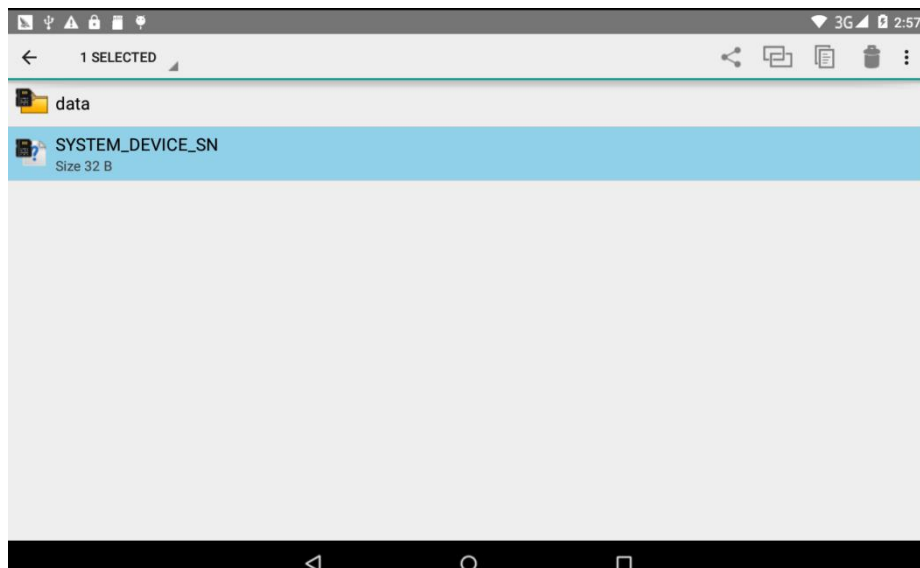 3G 2:57
1 SELECTED
data
SYSTEM_DEVICE_SN
Size 32 B